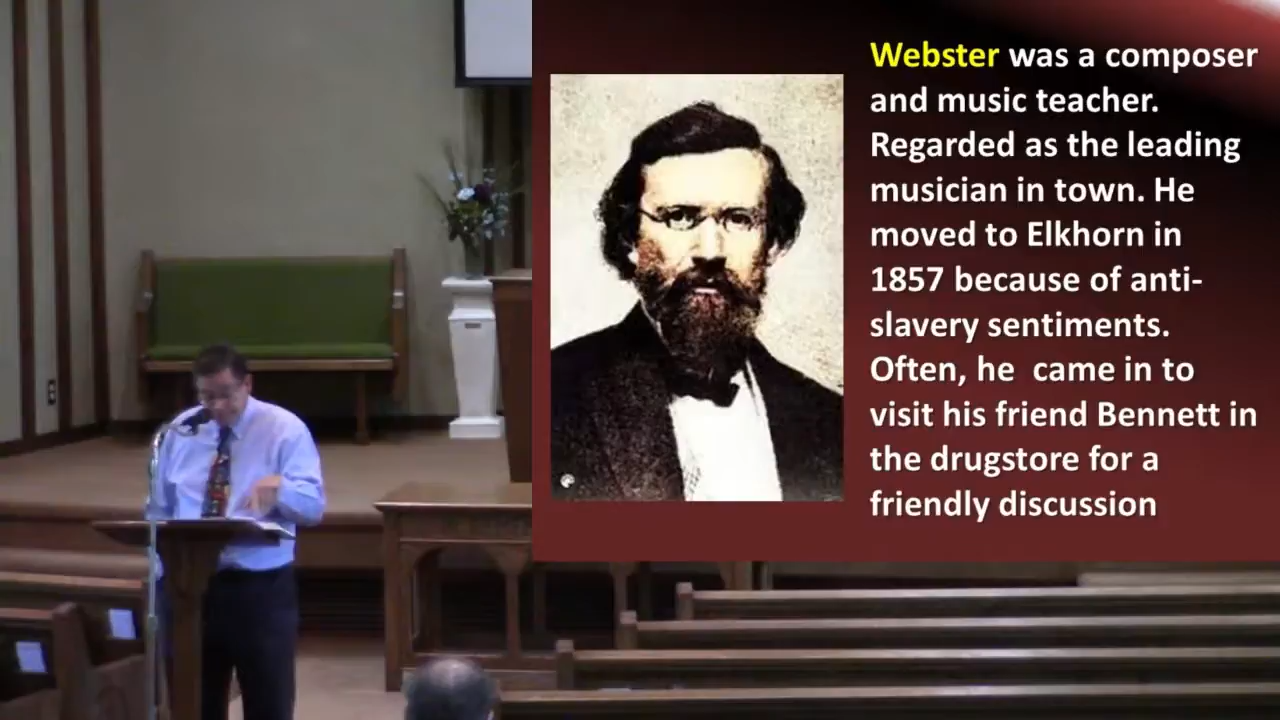 Webster was a composer
and music teacher.
Regarded as the leading
musician in town. He
moved to Elkhorn in
1857 because of anti-
slavery sentiments.
Often, he  came in to
visit his friend Bennett in
the drugstore for a
friendly discussion